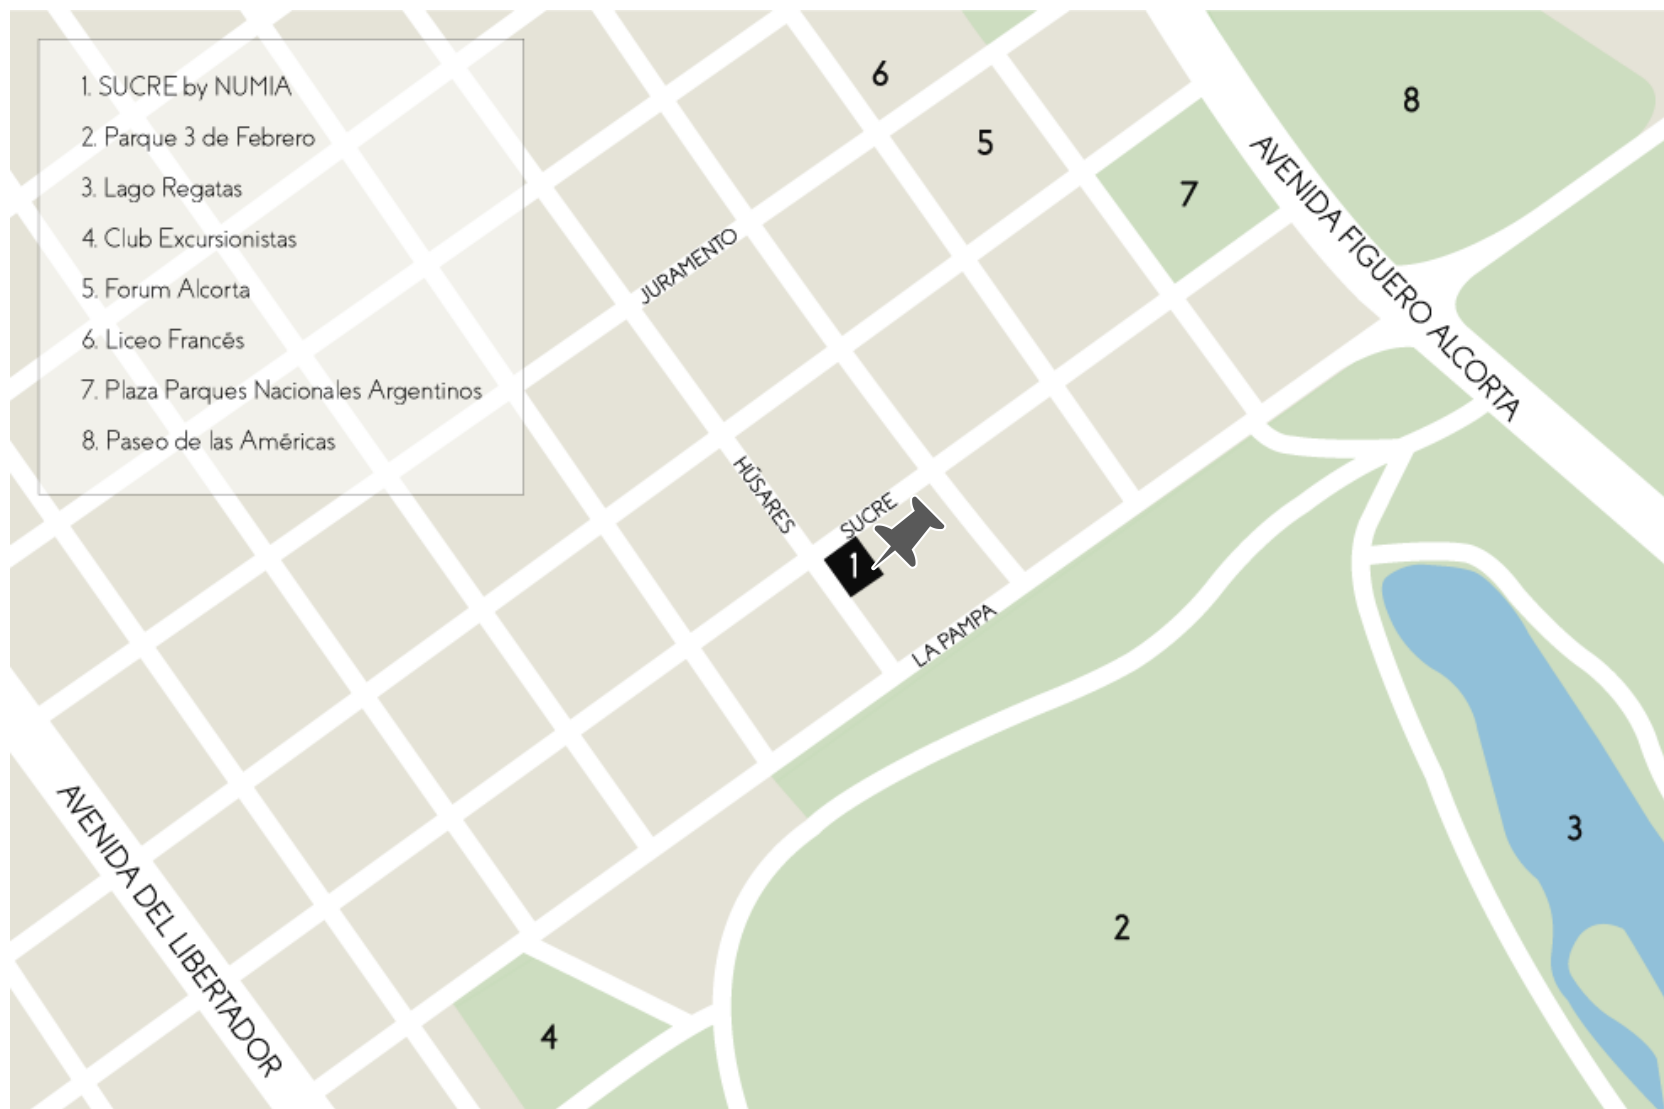 1. SUCRE by NUMIA
2. Parque 3 de Febrero
3. Lago Regatas
4. Club Excursionistas
5. Forum Alcorta
6. Liceo Francés
7. Plaza Parques Nacionales Argentinos
8. Paseo de las Américas
6
5
8
7
AVENIDA FIGUERO ALCORTA
JURAMENTO
HÚSARES
SUCRE
1
LA PAMPA
AVENIDA DEL LIBERTADOR
3
2
4